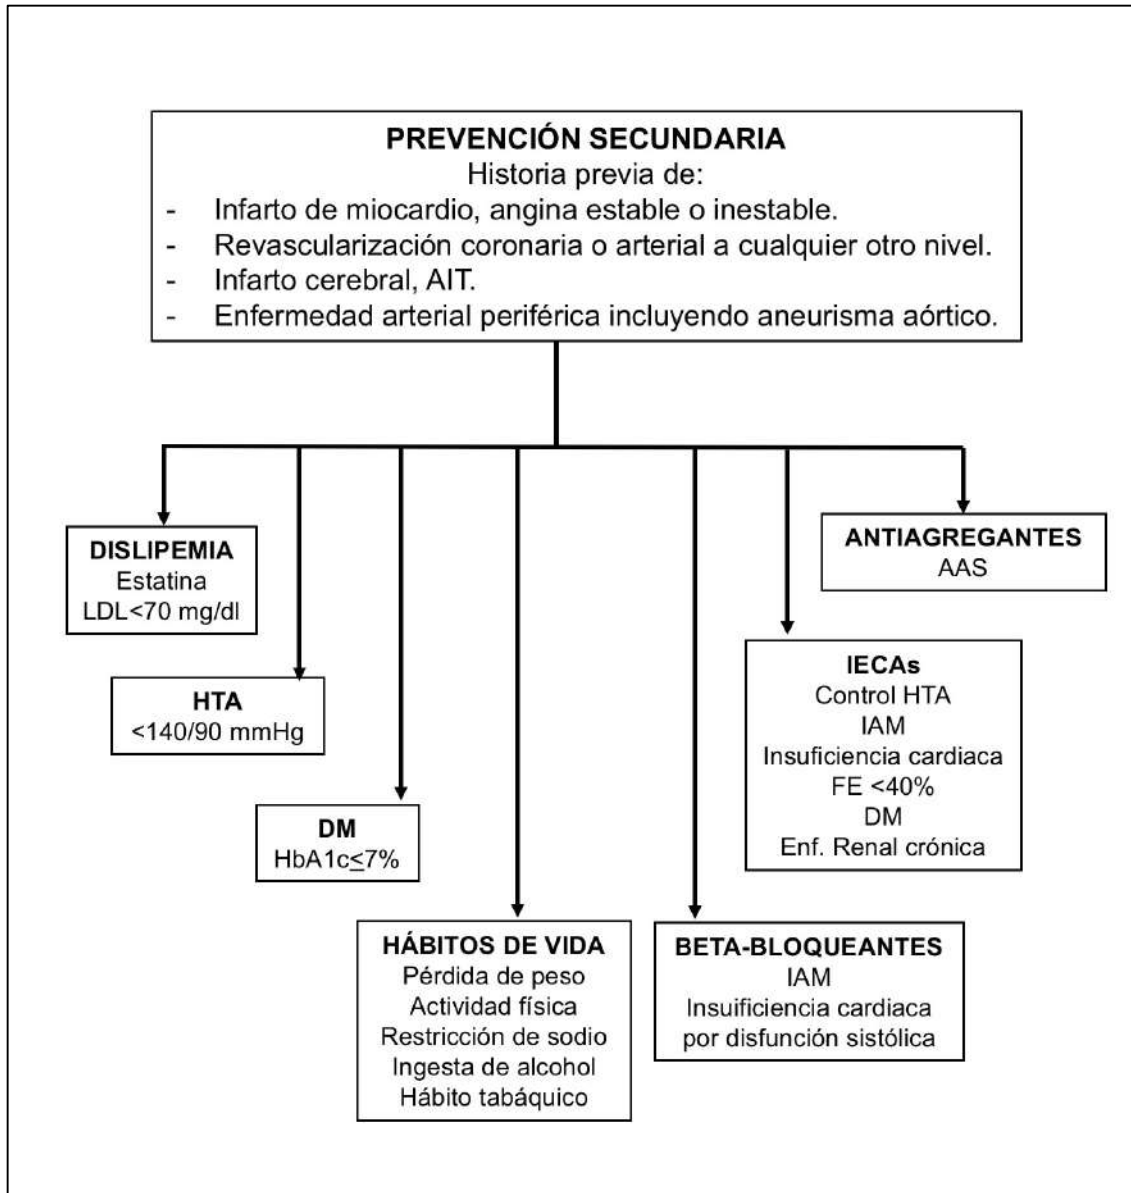 PREVENCIÓN SECUNDARIA
Historia previa de:
- Infarto de miocardio, angina estable o inestable.
- Revascularización coronaria o arterial a cualquier otro nivel.
- Infarto cerebral, AIT.
- Enfermedad arterial periférica incluyendo aneurisma aórtico.
DISLIPEMIA
Estatina
LDL<70 mg/dl
HTA
<140/90 mmHg
DM
HbA1c≤7%
HÁBITOS DE VIDA
Pérdida de peso
Actividad física
Restricción de sodio
Ingesta de alcohol
Hábito tabáquico
BETA-BLOQUEANTES
IAM
Insuificiencia cardiaca
por disfunción sistólica
IECAs
Control HTA
IAM
Insuficiencia cardiaca
FE <40%
DM
Enf. Renal crónica
ANTIAGREGANTES
AAS